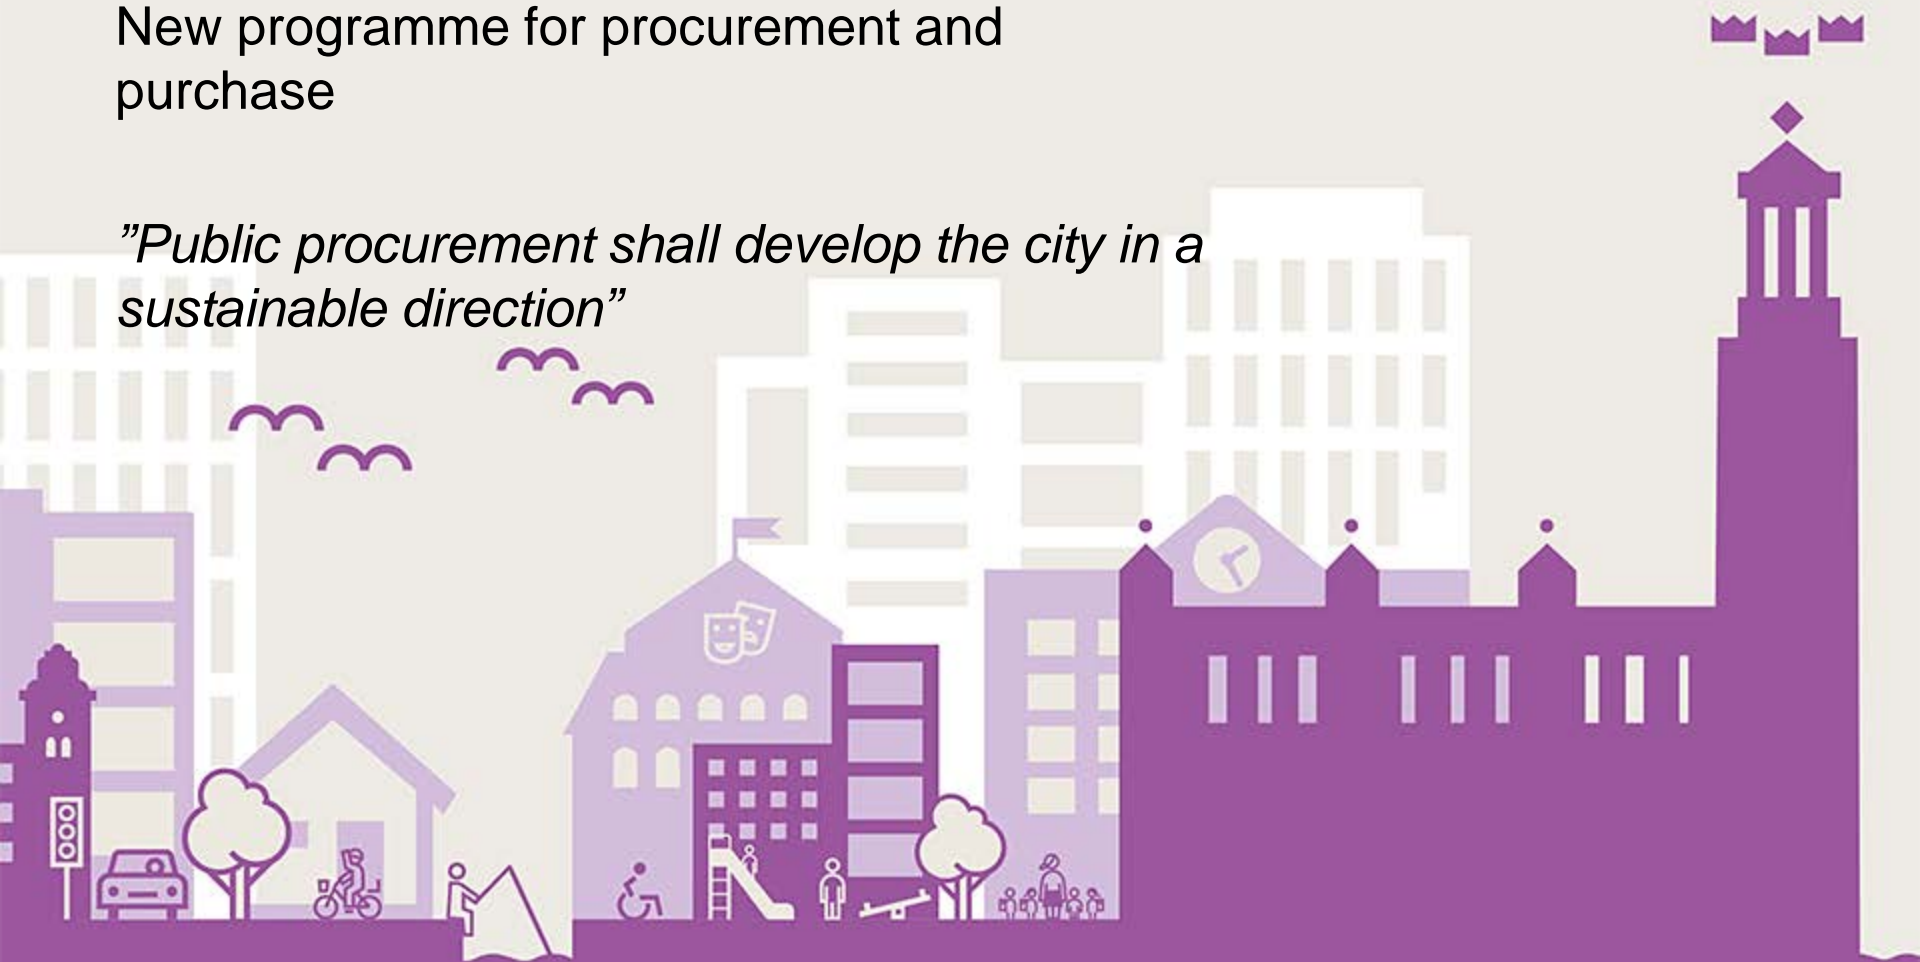 New programme for procurement and
purchase
”Public procurement shall develop the city in a
sustainable direction”